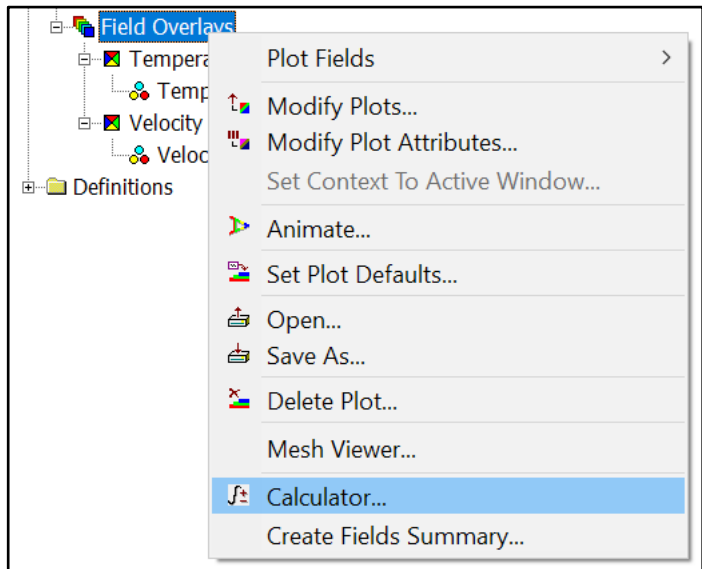 Field Overlays
Plot Fields
Modify Plots...
Modify Plot Attributes...
Set Context To Active Window...
Animate...
Set Plot Defaults...
Open...
Save As...
Delete Plot...
Mesh Viewer...
Calculator...
Create Fields Summary...
Tempera
Temp
Velocity
Veloc
Definitions